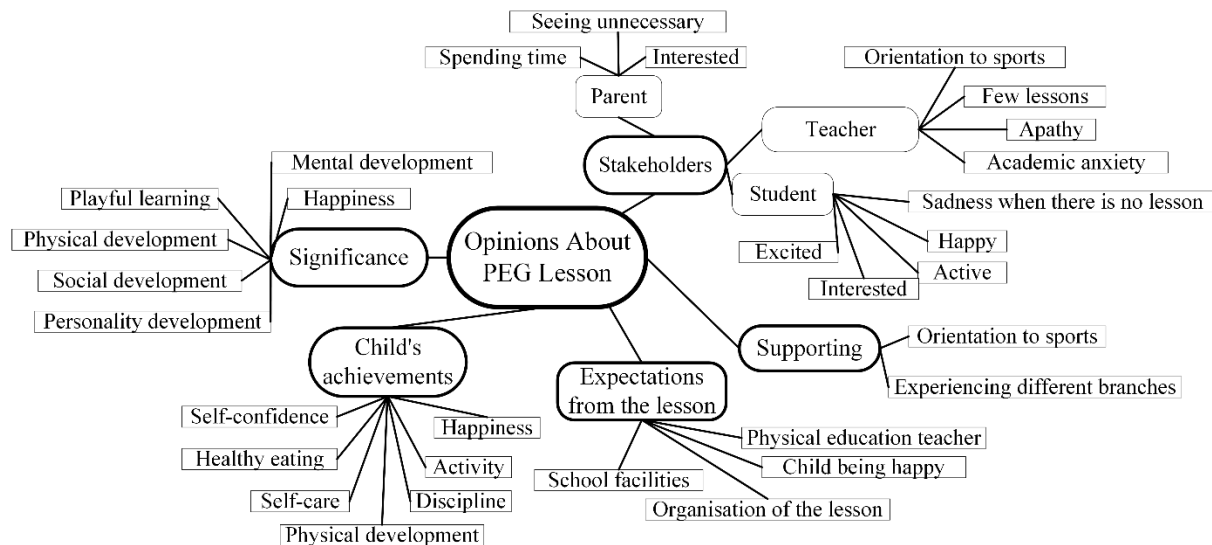 Seeing unnecessary
Spending time
Interested
Parent
Orientation to sports
Few lessons
Teacher
Apathy
Academic anxiety
Stakeholders
Student
Sadness when there is no lesson
Happy
Active
Interested
Excited
Mental development
Happiness
Playful learning
Physical development
Significance
Social development
Personality development
Opinions About
PEG Lesson
Supporting
Orientation to sports
Experiencing different branches
Child's
achievements
Self-confidence
Happiness
Healthy eating
Activity
Self-care
Discipline
Physical development
Expectations
from the lesson
Physical education teacher
Child being happy
School facilities
Organisation of the lesson